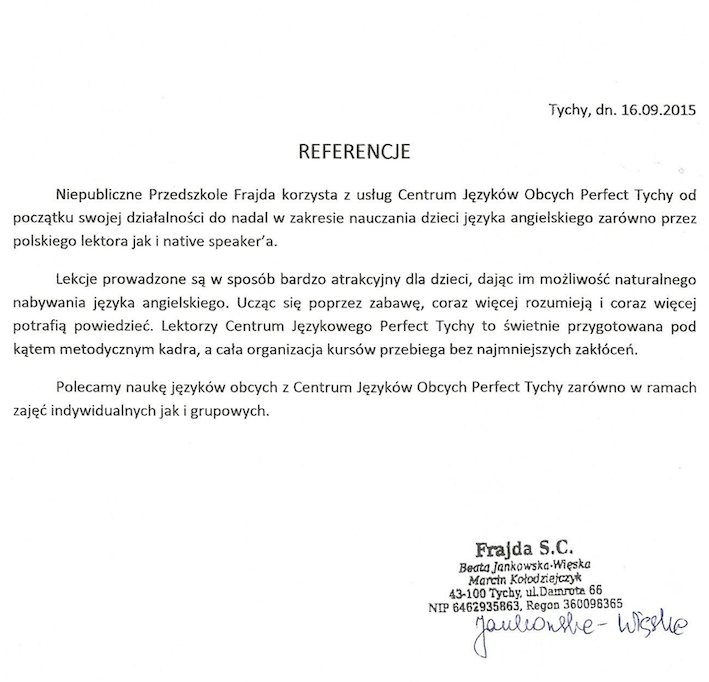 Tychy, dn. 16.09.2015
REFERENCJE
Niepubliczne Przedszkole Frajda korzysta z usług Centrum Języków Obcych Perfect Tychy od
początku swojej działalności do nadal w zakresie nauczania dzieci języka angielskiego zarówno przez
polskiego lektora jak i native speaker’a.
Lekcje prowadzone są w sposób bardzo atrakcyjny dla dzieci, dając im możliwość naturalnego
nabywania języka angielskiego. Ucząc się poprzez zabawę, coraz więcej rozumieją i coraz więcej
potrafią powiedzieć. Lektorzy Centrum Językowego Perfect Tychy to świetnie przygotowana pod
kątem metodycznym kadra, a cała organizacja kursów przebiega bez najmniejszych zakłóceń.
Polecamy naukę języków obcych z Centrum Języków Obcych Perfect Tychy zarówno w ramach
zajęć indywidualnych jak i grupowych.
Frajda S.C.
Beata Jankowska-Więska
Marcin Kołodziejczyk
43-100 Tychy, ul.Damrota 66
NIP 6462935863, Regon 360096365
Jankowska-Więska